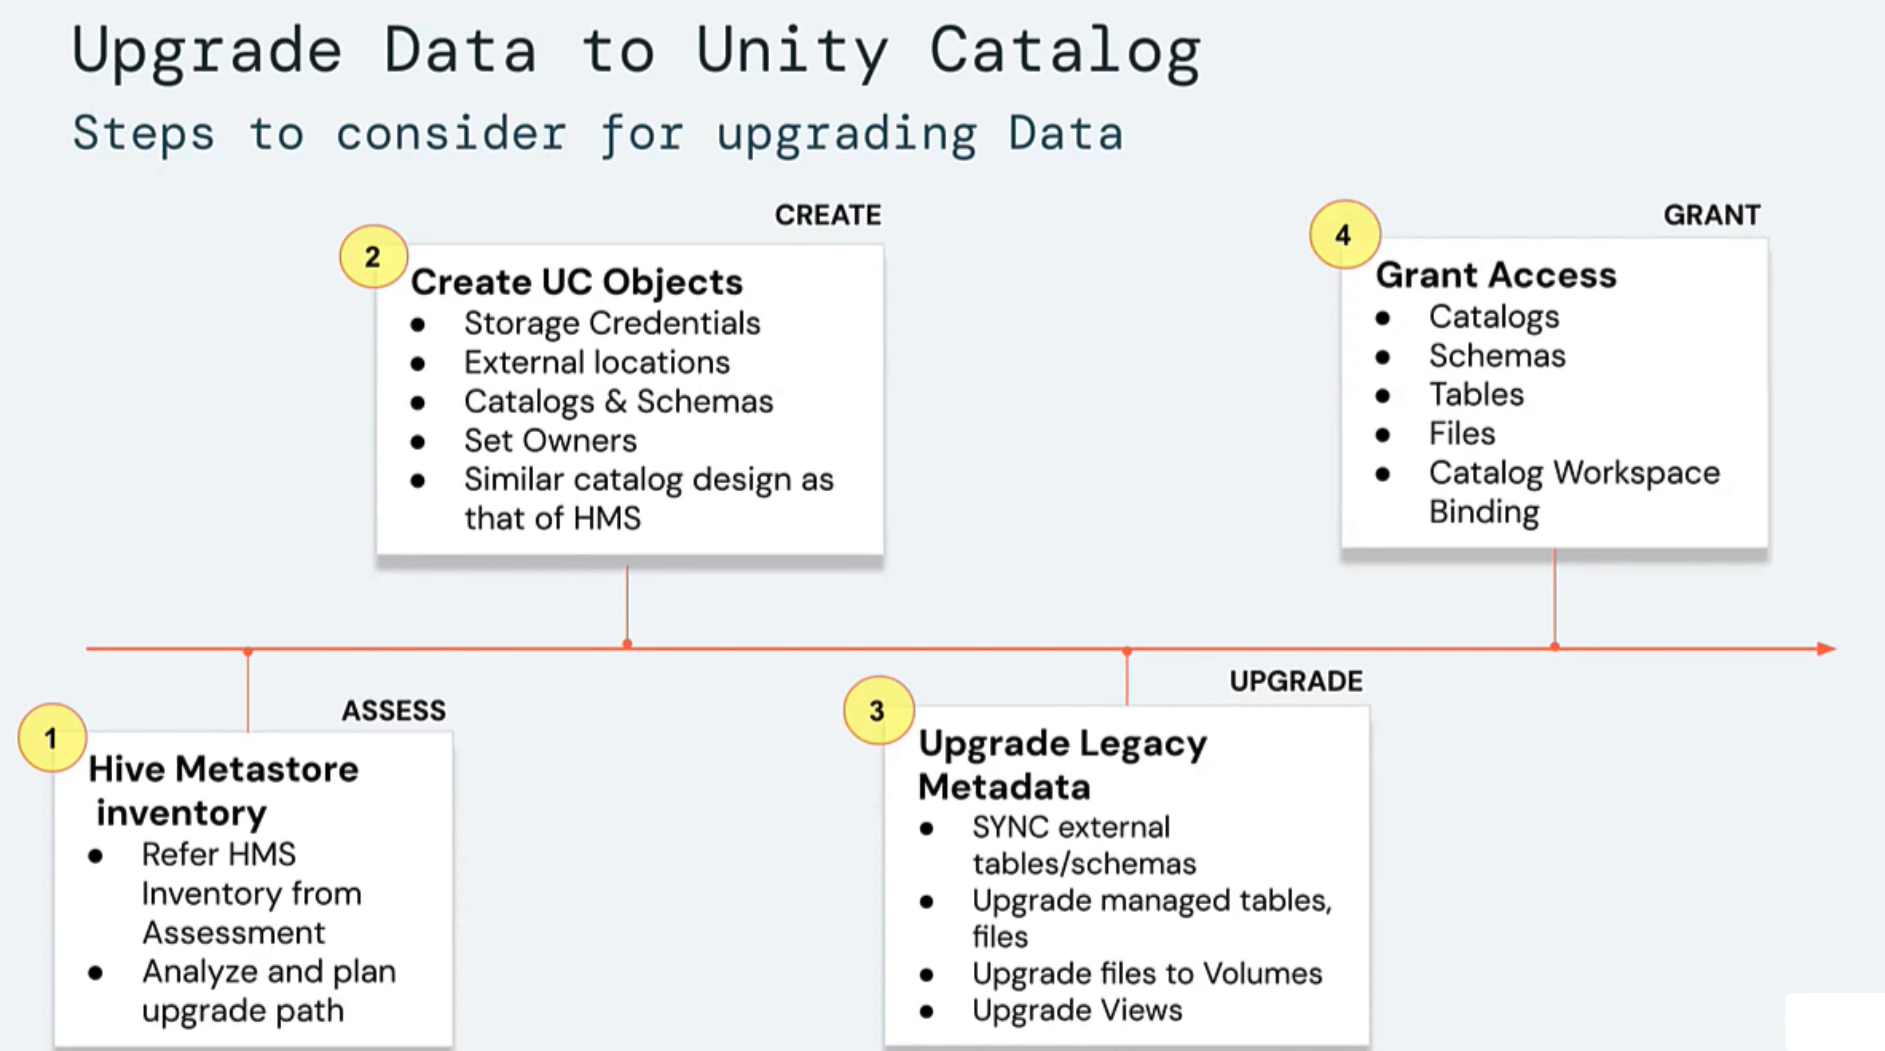 Upgrade Data to Unity Catalog
Steps to consider for upgrading Data
1
ASSESS
Hive Metastore
inventory
● Refer HMS
Inventory from
Assessment
● Analyze and plan
upgrade path
2
CREATE
Create UC Objects
● Storage Credentials
● External locations
● Catalogs & Schemas
● Set Owners
● Similar catalog design as
that of HMS
3
UPGRADE
Upgrade Legacy
Metadata
● SYNC external
tables/schemas
● Upgrade managed tables,
files
● Upgrade files to Volumes
● Upgrade Views
4
GRANT
Grant Access
● Catalogs
● Schemas
● Tables
● Files
● Catalog Workspace
Binding